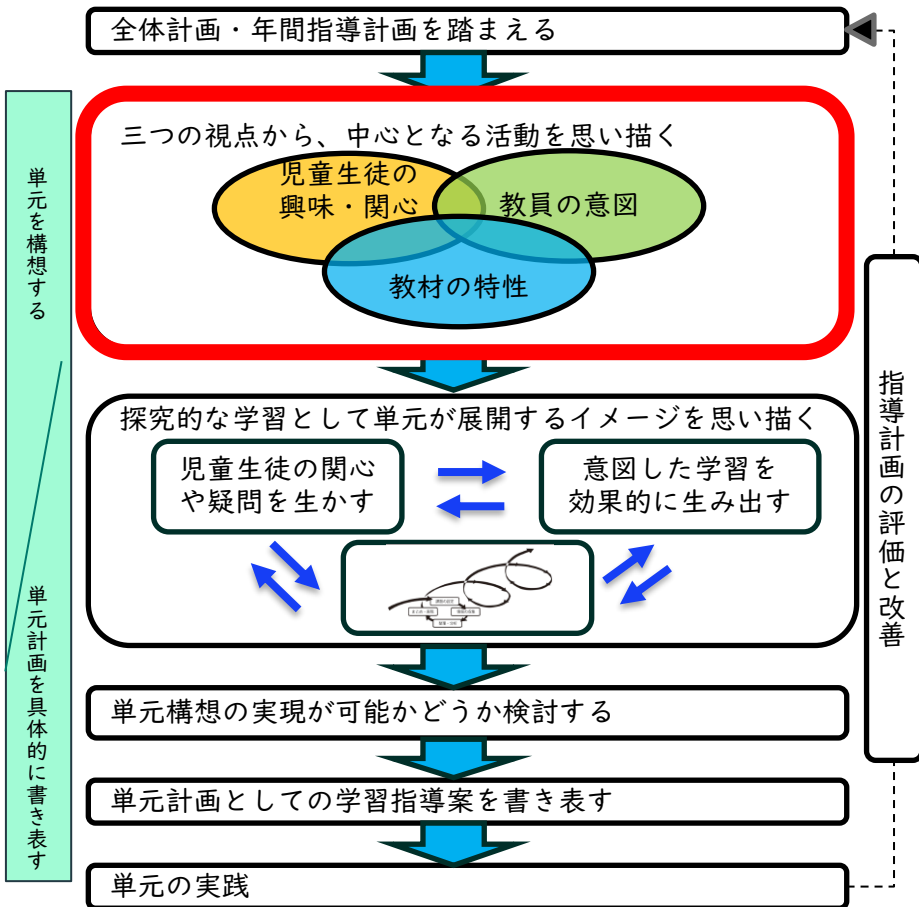 全体計画・年間指導計画を踏まえる
単元を構想する
三つの視点から、中心となる活動を思い描く
児童生徒の
興味・関心
教員の意図
教材の特性
探究的な学習として単元が展開するイメージを思い描く
児童生徒の関心
や疑問を生かす
意図した学習を
効果的に生み出す
単元計画を具体的に書き表す
単元構想の実現が可能かどうか検討する
単元計画としての学習指導案を書き表す
単元の実践
指導計画の評価と改善